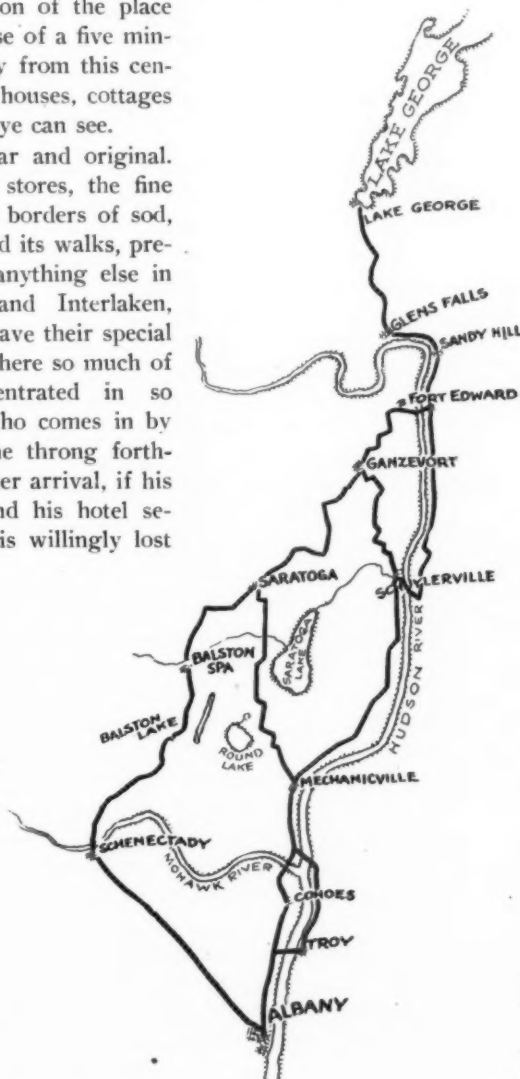 on of the place
se of a five min-
y from this cen-
houses, cottages
ye can see.
ar and original.
stores, the fine
borders of sod,
d its walks, pre-
anything else in
and Interlaken,
ave their special
here so much of
entrated in so
ho comes in by
ne throng forth-
er arrival, if his
nd his hotel se-
is willingly lost
LAKE GEORGE
LAKE GEORGE
GLENS FALLS
SANDY HILL
FORT EDWARD
GANZEVORT
SARATOGA
SCHUYLERVILLE
SARATOGA
LAKE
BALSTON
SPA
HUDSON RIVER
BALSTON
LAKE
ROUND
LAKE
MECHANICVILLE
SCHENECTADY
MOHAWK RIVER
COHOES
TROY
ALBANY